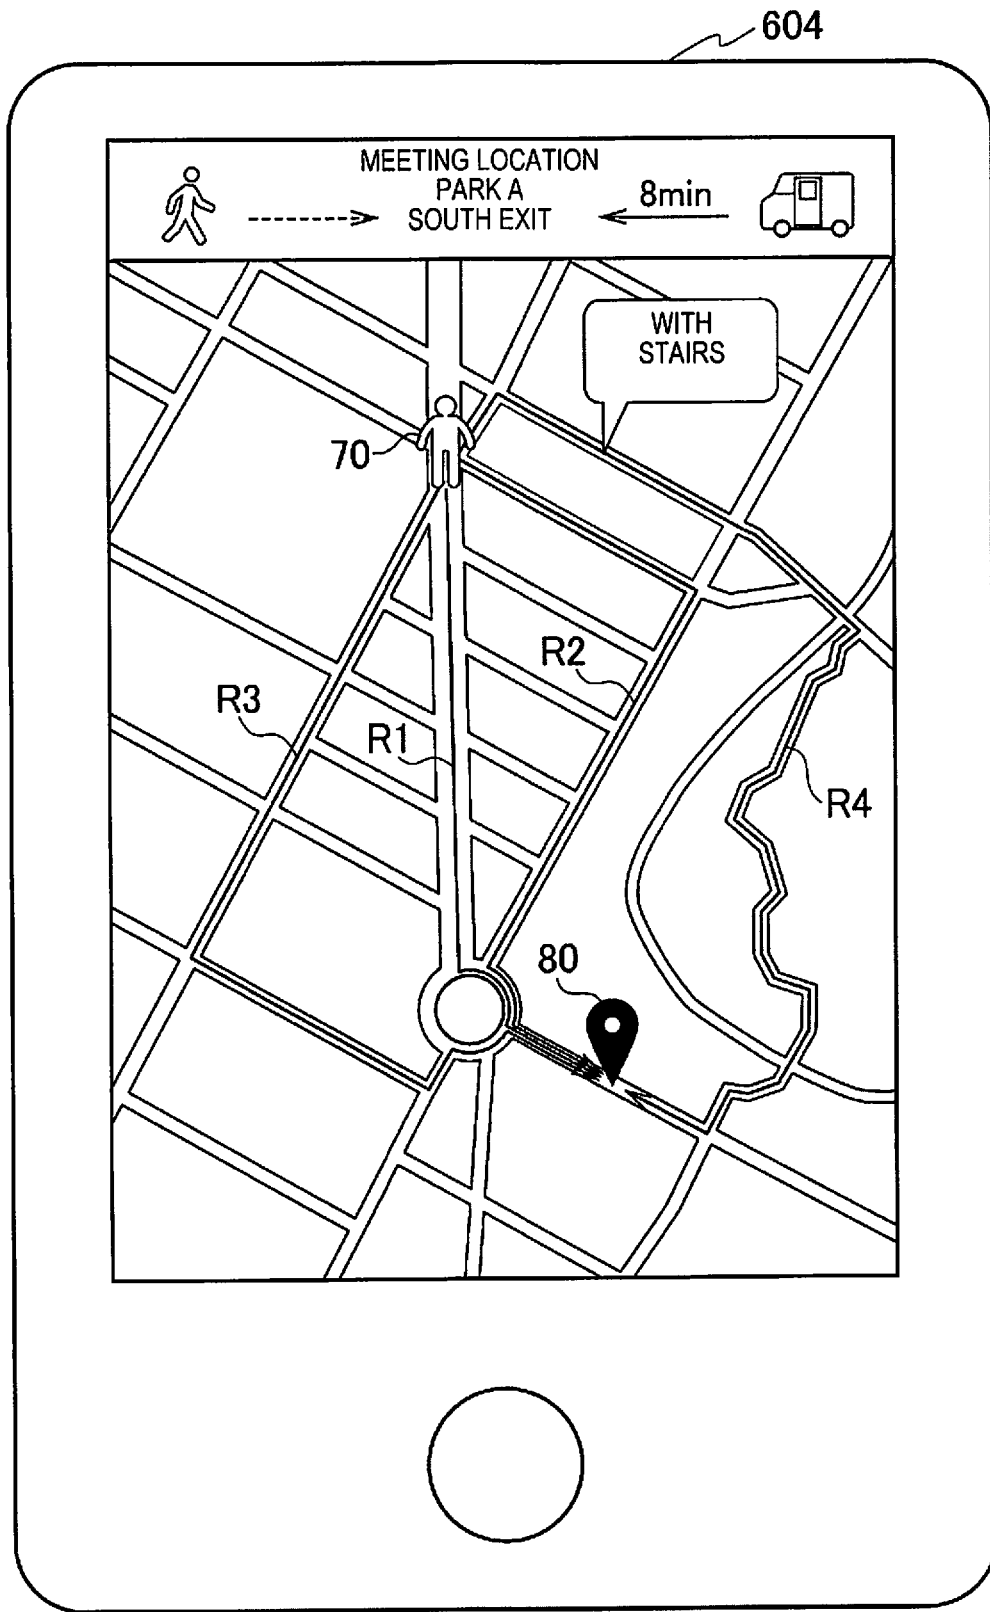 604
MEETING LOCATION
PARK A
SOUTH EXIT
8min
WITH
STAIRS
70
R2
R3
R1
R4
80